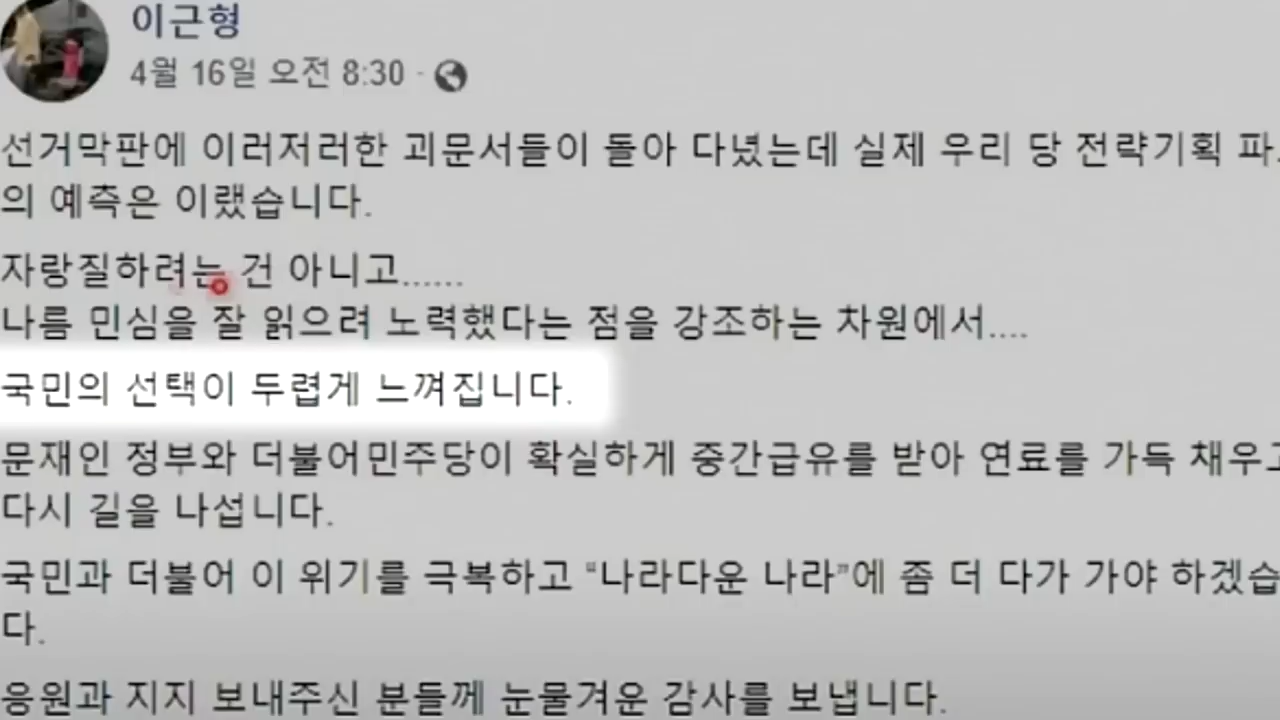 이근형
4월 16일 오전 8:30 ·
선거막판에 이러저러한 괴문서들이 돌아 다녔는데 실제 우리 당 전략기획 파
의 예측은 이랬습니다.
자랑질하려는 건 아니고......
나름 민심을 잘 읽으려 노력했다는 점을 강조하는 차원에서....
국민의 선택이 두렵게 느껴집니다.
문재인 정부와 더불어민주당이 확실하게 중간급유를 받아 연료를 가득 채우고
다시 길을 나섭니다.
국민과 더불어 이 위기를 극복하고 “나라다운 나라”에 좀 더 다가 가야 하겠습
다.
응원과 지지 보내주신 분들께 눈물겨운 감사를 보냅니다.